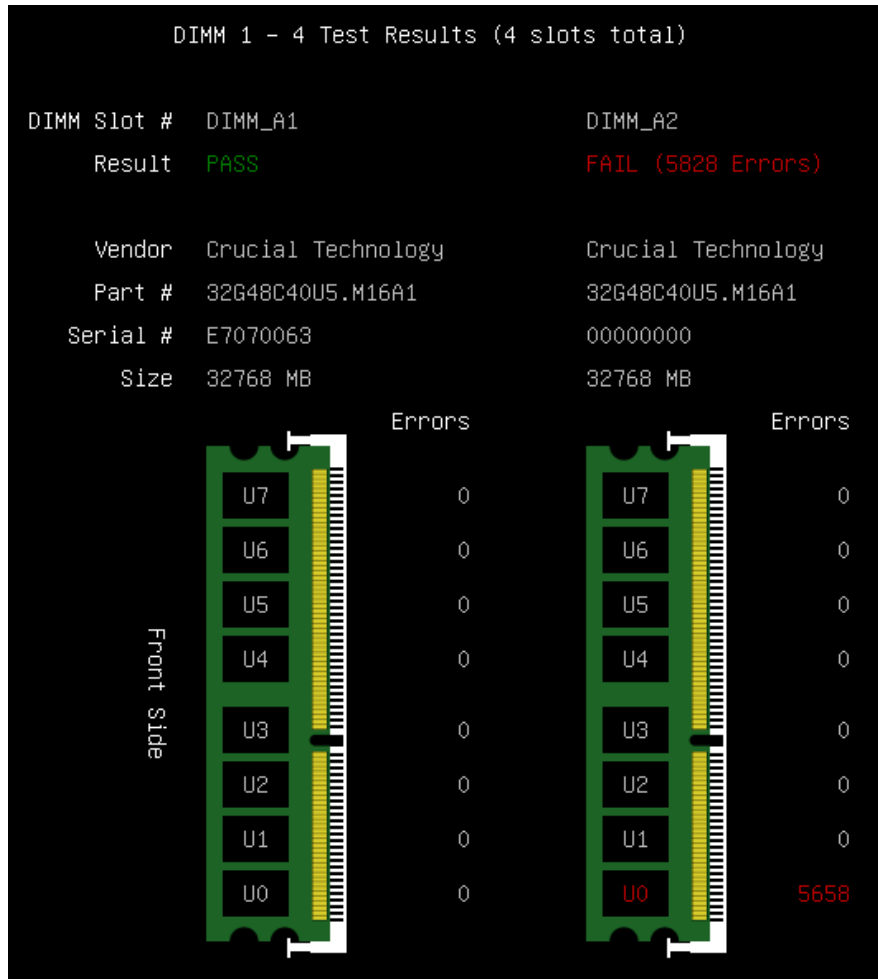 DIMM 1 - 4 Test Results (4 slots total)
DIMM Slot # DIMM_A1 DIMM_A2
Result PASS FAIL (5828 Errors)
Vendor Crucial Technology Crucial Technology
Part # 32G48C40U5.M16A1 32G48C40U5.M16A1
Serial # E7070063 00000000
Size 32768 MB 32768 MB
Errors Errors
U7 0 U7 0
U6 0 U6 0
U5 0 U5 0
U4 0 U4 0
Front Side
U3 0 U3 0
U2 0 U2 0
U1 0 U1 0
U0 0 U0 5658